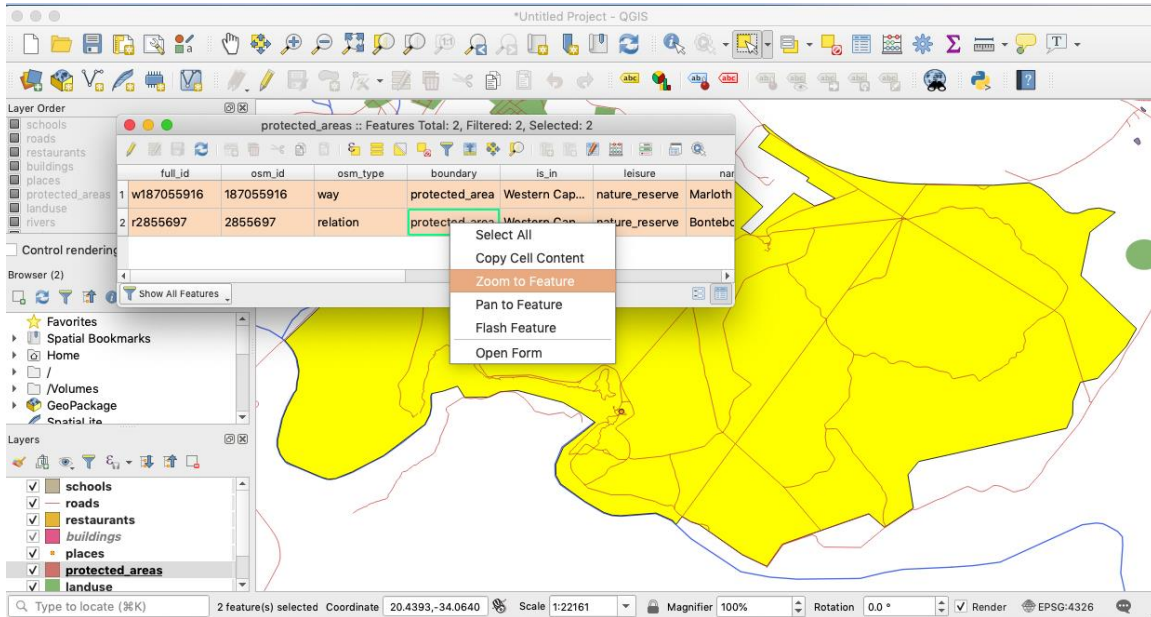 *Untitled Project - QGIS
Layer Order
schools
roads
restaurants
buildings
places
protected_areas
landuse
rivers
Control rendering
protected_areas :: Features Total: 2, Filtered: 2, Selected: 2
full_id osm_id osm_type boundary is_in leisure nar
1 w187055916 187055916 way protected_area Western Cap... nature_reserve Marloth
2 r2855697 2855697 relation protected_area Western Cap... nature_reserve Bontebo
Show All Features
Select All
Copy Cell Content
Zoom to Feature
Pan to Feature
Flash Feature
Open Form
Browser (2)
Favorites
Spatial Bookmarks
Home
/
/Volumes
GeoPackage
SpatiaLite
Layers
schools
roads
restaurants
buildings
places
protected_areas
landuse
Type to locate (⌘K) 2 feature(s) selected Coordinate 20.4393,-34.0640 Scale 1:22161 Magnifier 100% Rotation 0.0 ° Render EPSG:4326